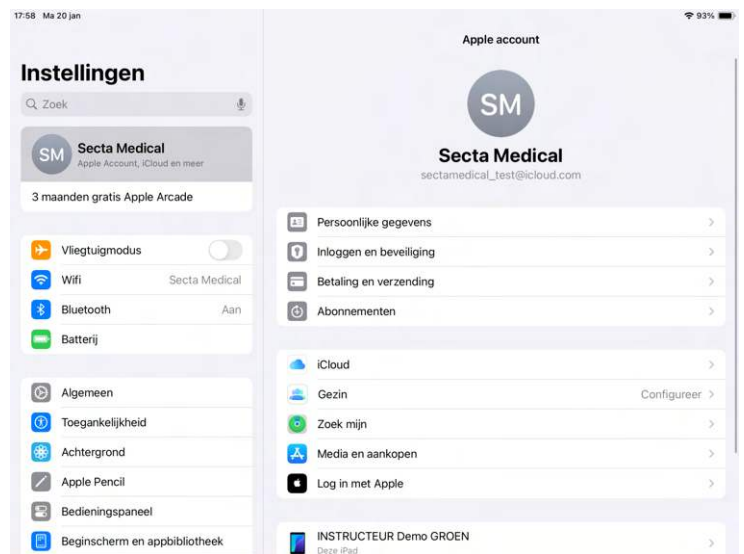 17:58 Ma 20 jan
93%
Instellingen
Zoek
SM
Secta Medical
Apple Account, iCloud en meer
3 maanden gratis Apple Arcade
Vliegtuigmodus
Wifi Secta Medical
Bluetooth Aan
Batterij
Algemeen
Toegankelijkheid
Achtergrond
Apple Pencil
Bedieningspaneel
Beginscherm en appbibliotheek
Apple account
SM
Secta Medical
sectamedical_test@icloud.com
Persoonlijke gegevens
Inloggen en beveiliging
Betaling en verzending
Abonnementen
iCloud
Gezin Configureer
Zoek mijn
Media en aankopen
Log in met Apple
INSTRUCTEUR Demo GROEN
Deze iPad